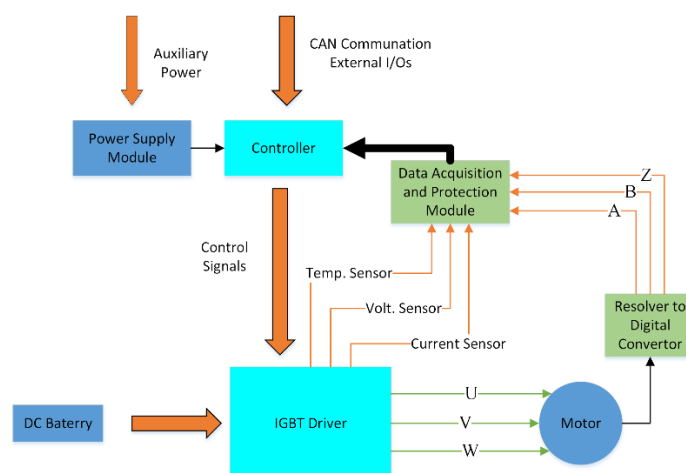 Auxiliary
Power
CAN Communation
External I/Os
Power Supply
Module
Controller
Data Acquisition
and Protection
Module
Z
B
A
Control
Signals
Temp. Sensor
Volt. Sensor
Current Sensor
Resolver to
Digital
Convertor
DC Baterry
IGBT Driver
U
V
W
Motor